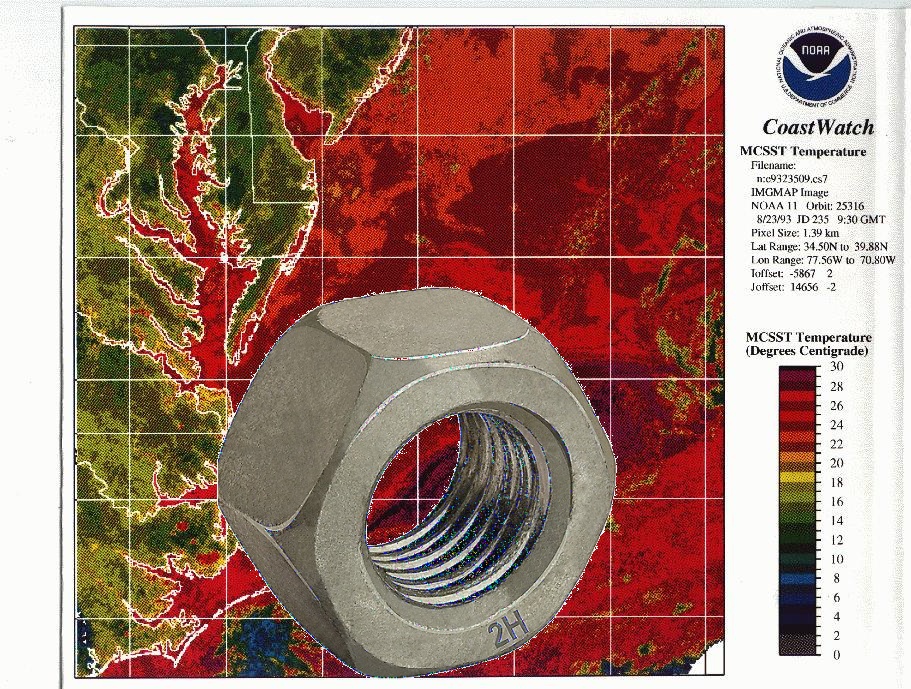 NOAA
NATIONAL OCEANIC AND ATMOSPHERIC ADMINISTRATION
U.S. DEPARTMENT OF COMMERCE
CoastWatch
MCSST Temperature
Filename:
n:c9323509.cs7
IMGMAP Image
NOAA 11 Orbit: 25316
8/23/93 JD 235 9:30 GMT
Pixel Size: 1.39 km
Lat Range: 34.50N to 39.88N
Lon Range: 77.56W to 70.80W
Ioffset: -5867 2
Joffset: 14656 -2
MCSST Temperature
(Degrees Centigrade)
30
28
26
24
22
20
18
16
14
12
10
8
6
4
2
0
2H